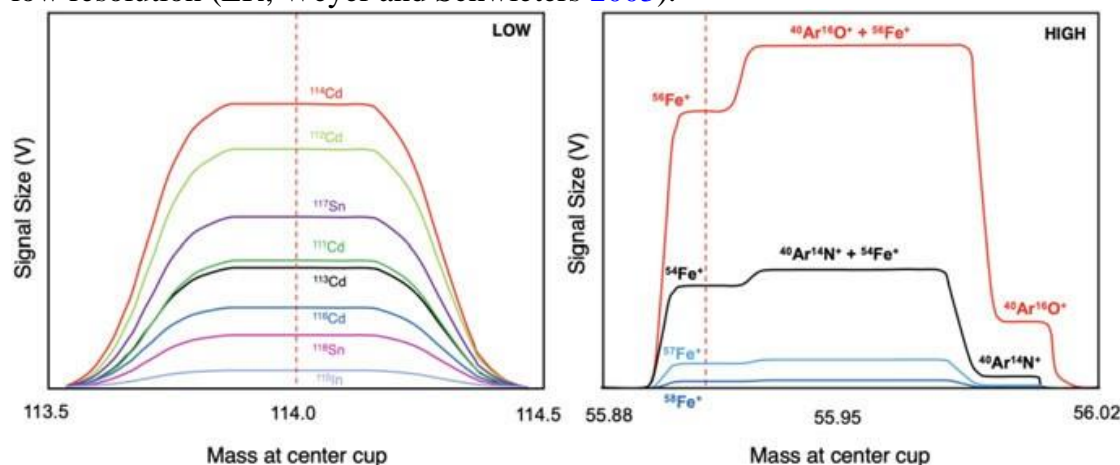 low resolution (LR; Weyer and Schwieters 2003).
LOW
¹¹⁴Cd
¹¹²Cd
¹¹⁷Sn
¹¹¹Cd
¹¹³Cd
¹¹⁶Cd
¹¹⁸Sn
¹¹⁵In
Signal Size (V)
113.5 114.0 114.5
Mass at center cup
HIGH
⁴⁰Ar¹⁶O⁺ + ⁵⁶Fe⁺
⁵⁶Fe⁺
⁴⁰Ar¹⁴N⁺ + ⁵⁴Fe⁺
⁵⁴Fe⁺
⁴⁰Ar¹⁶O⁺
⁵⁷Fe⁺
⁴⁰Ar¹⁴N⁺
⁵⁸Fe⁺
Signal Size (V)
55.88 55.95 56.02
Mass at center cup